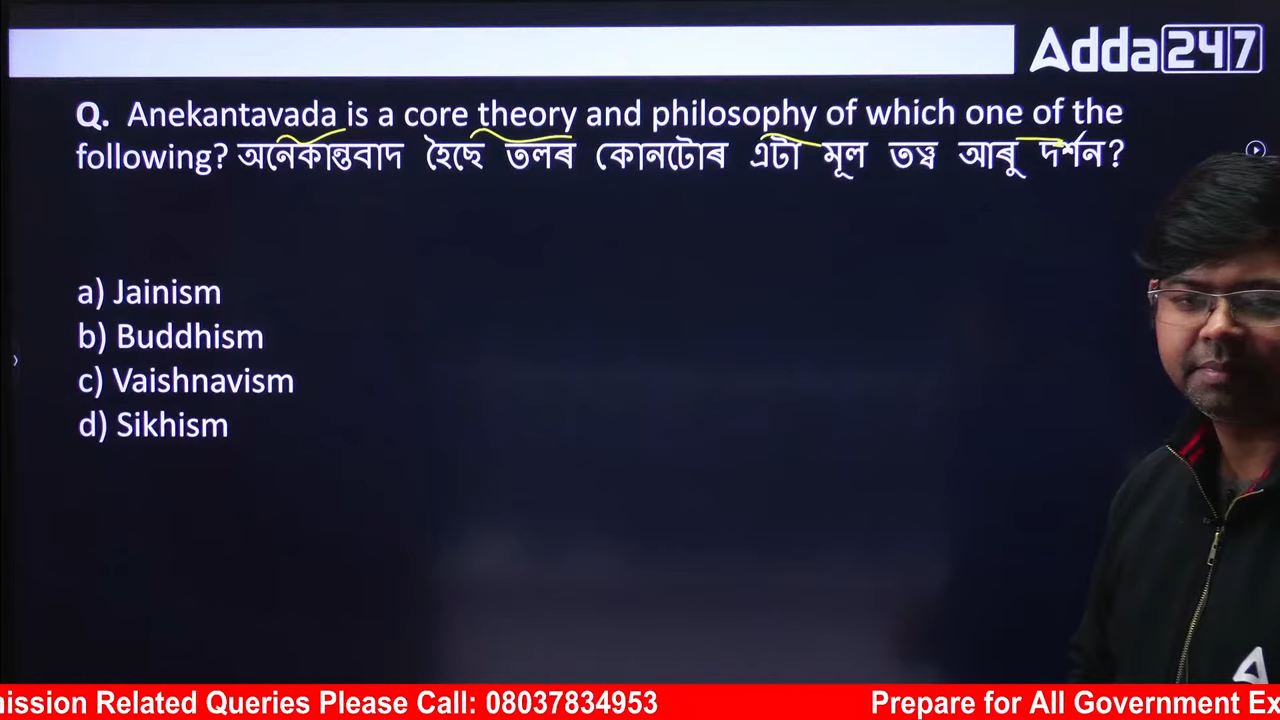 Adda247
Q. Anekantavada is a core theory and philosophy of which one of the
following? অনেকান্তবাদ হৈছে তলৰ কোনটোৰ এটা মূল তত্ত্ব আৰু দৰ্শন?
a) Jainism
b) Buddhism
c) Vaishnavism
d) Sikhism
mission Related Queries Please Call: 08037834953 Prepare for All Government Ex